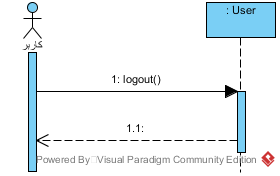 : User
کاربر
1: logout()
1.1:
Powered By Visual Paradigm Community Edition